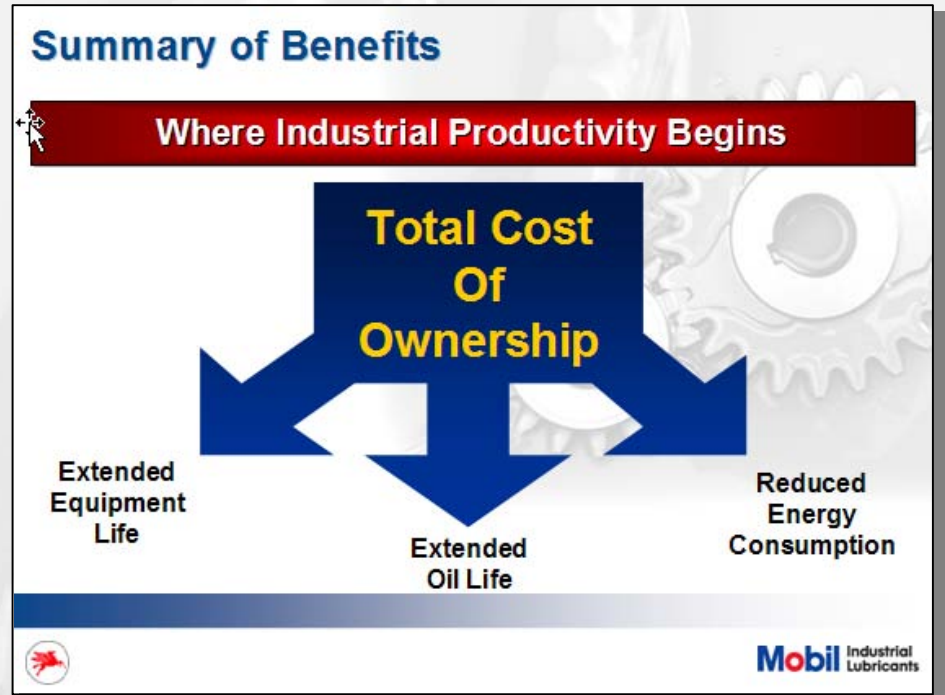 Summary of Benefits
Where Industrial Productivity Begins
Total Cost
Of
Ownership
Extended
Equipment
Life
Extended
Oil Life
Reduced
Energy
Consumption
Mobil Industrial
Lubricants